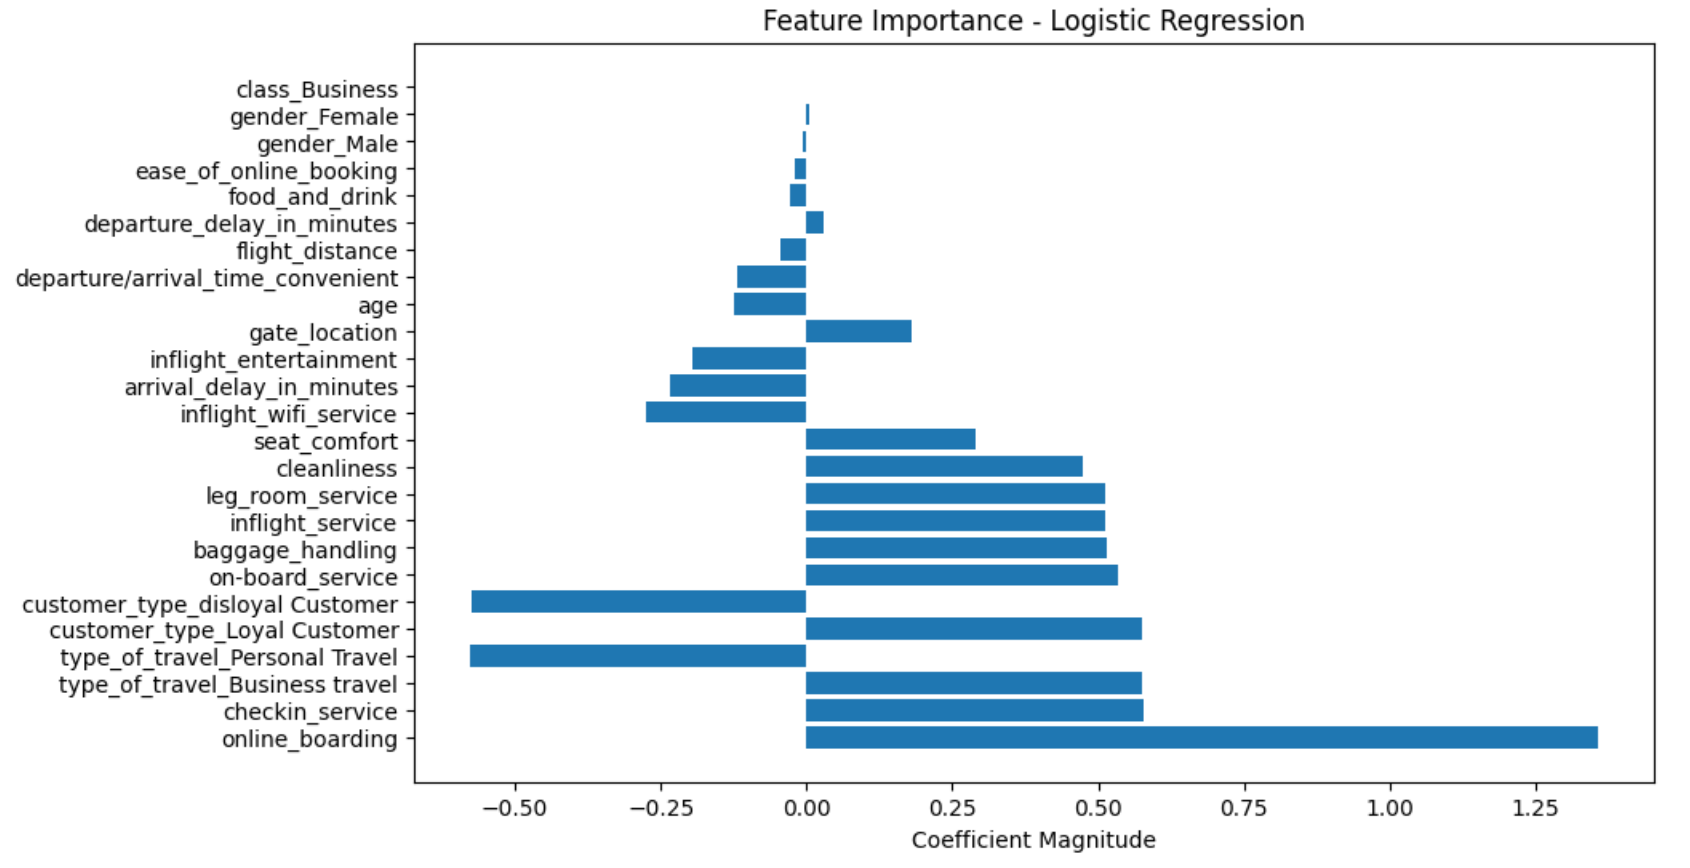 Feature Importance - Logistic Regression
class_Business
gender_Female
gender_Male
ease_of_online_booking
food_and_drink
departure_delay_in_minutes
flight_distance
departure/arrival_time_convenient
age
gate_location
inflight_entertainment
arrival_delay_in_minutes
inflight_wifi_service
seat_comfort
cleanliness
leg_room_service
inflight_service
baggage_handling
on-board_service
customer_type_disloyal Customer
customer_type_Loyal Customer
type_of_travel_Personal Travel
type_of_travel_Business travel
checkin_service
online_boarding
−0.50 −0.25 0.00 0.25 0.50 0.75 1.00 1.25
Coefficient Magnitude